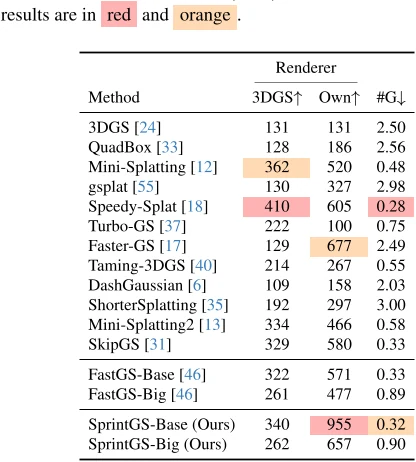 results are in red and orange.
Renderer
Method 3DGS↑ Own↑ #G↓
3DGS [24] 131 131 2.50
QuadBox [33] 128 186 2.56
Mini-Splatting [12] 362 520 0.48
gsplat [55] 130 327 2.98
Speedy-Splat [18] 410 605 0.28
Turbo-GS [37] 222 100 0.75
Faster-GS [17] 129 677 2.49
Taming-3DGS [40] 214 267 0.55
DashGaussian [6] 109 158 2.03
ShorterSplatting [35] 192 297 3.00
Mini-Splatting2 [13] 334 466 0.58
SkipGS [31] 329 580 0.33
FastGS-Base [46] 322 571 0.33
FastGS-Big [46] 261 477 0.89
SprintGS-Base (Ours) 340 955 0.32
SprintGS-Big (Ours) 262 657 0.90